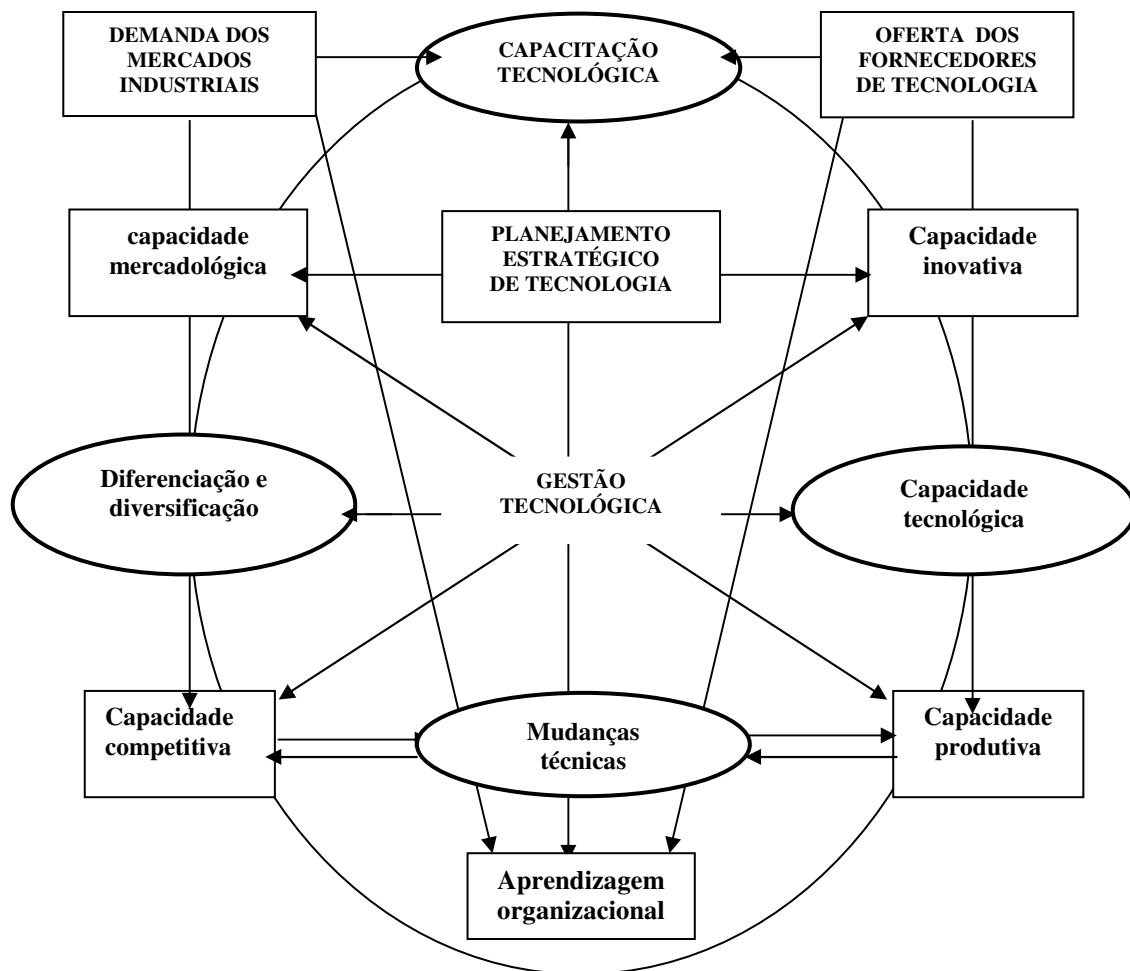 DEMANDA DOS
MERCADOS
INDUSTRIAIS
CAPACITAÇÃO
TECNOLÓGICA
OFERTA DOS
FORNECEDORES
DE TECNOLOGIA
capacidade
mercadológica
PLANEJAMENTO
ESTRATÉGICO
DE TECNOLOGIA
Capacidade
inovativa
Diferenciação e
diversificação
GESTÃO
TECNOLÓGICA
Capacidade
tecnológica
Capacidade
competitiva
Mudanças
técnicas
Capacidade
produtiva
Aprendizagem
organizacional